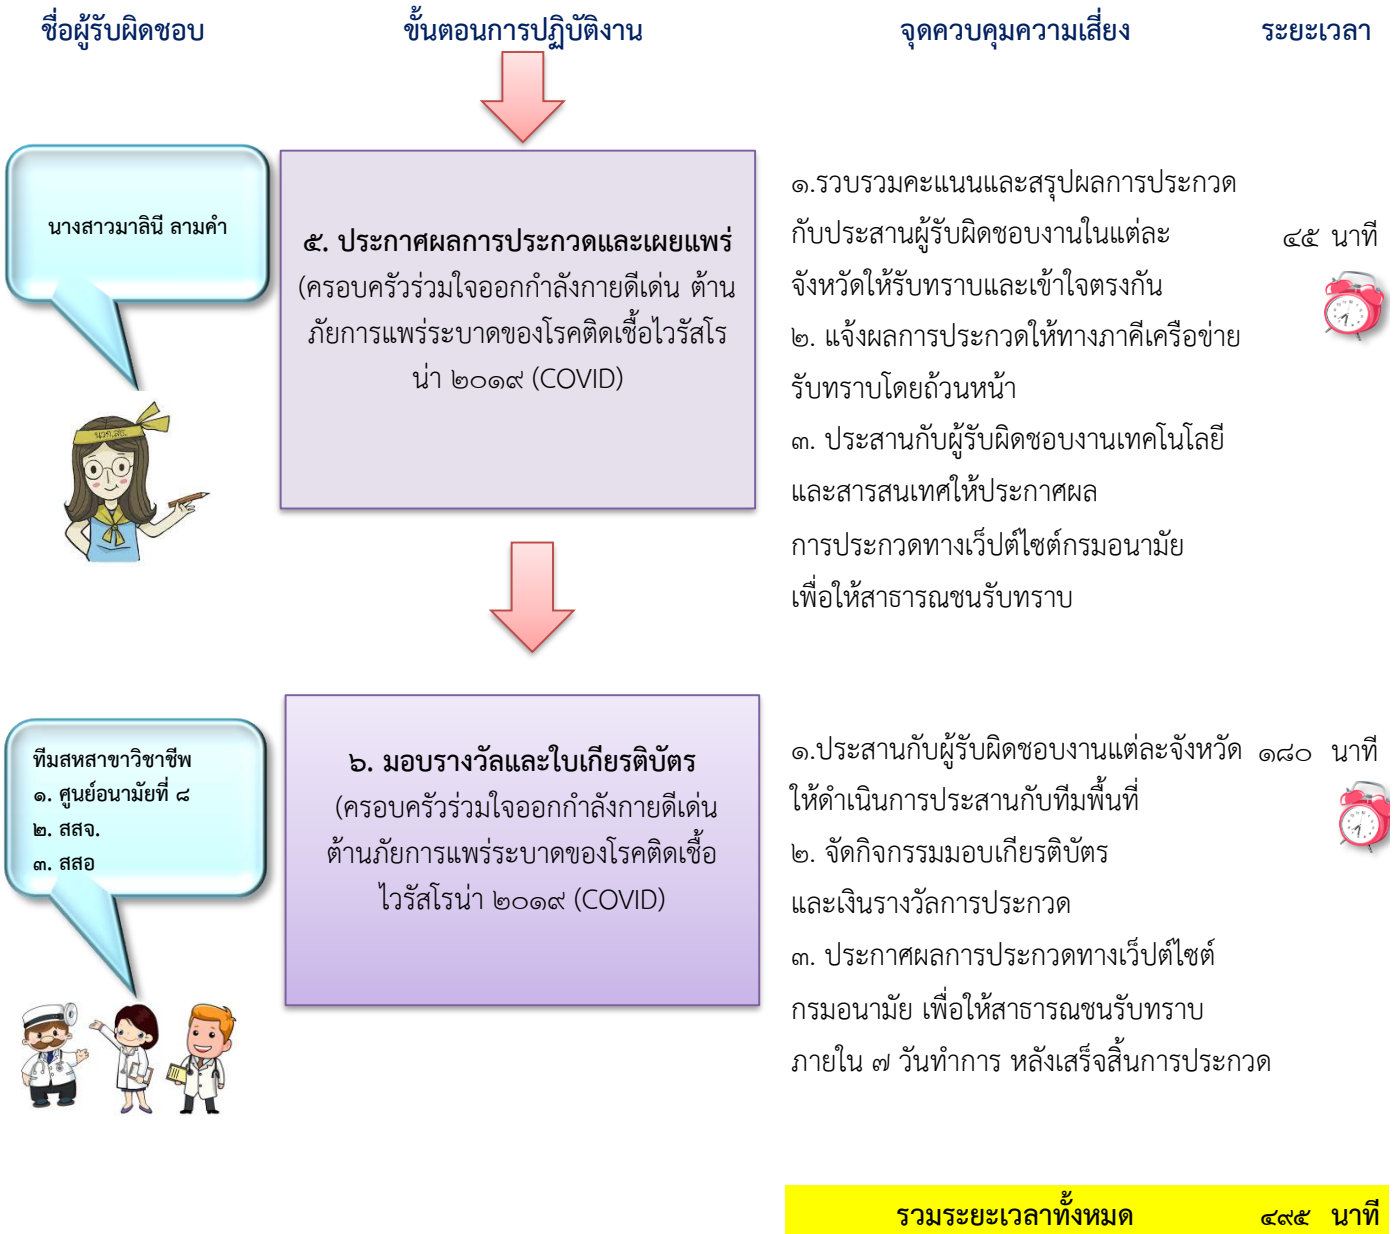 ชื่อผู้รับผิดชอบ ขั้นตอนการปฏิบัติงาน จุดควบคุมความเสี่ยง ระยะเวลา
นางสาวมาลินี ลามคำ
นวก.สธ.
๕. ประกาศผลการประกวดและเผยแพร่
(ครอบครัวร่วมใจออกกำลังกายดีเด่น ต้าน
ภัยการแพร่ระบาดของโรคติดเชื้อไวรัสโร
น่า ๒๐๑๙ (COVID)
๑.รวบรวมคะแนนและสรุปผลการประกวด
กับประสานผู้รับผิดชอบงานในแต่ละ ๔๕ นาที
จังหวัดให้รับทราบและเข้าใจตรงกัน
๒. แจ้งผลการประกวดให้ทางภาคีเครือข่าย
รับทราบโดยถ้วนหน้า
๓. ประสานกับผู้รับผิดชอบงานเทคโนโลยี
และสารสนเทศให้ประกาศผล
การประกวดทางเว็ปต์ไซต์กรมอนามัย
เพื่อให้สาธารณชนรับทราบ
ทีมสหสาขาวิชาชีพ
๑. ศูนย์อนามัยที่ ๘
๒. สสจ.
๓. สสอ
๖. มอบรางวัลและใบเกียรติบัตร
(ครอบครัวร่วมใจออกกำลังกายดีเด่น
ต้านภัยการแพร่ระบาดของโรคติดเชื้อ
ไวรัสโรน่า ๒๐๑๙ (COVID)
๑.ประสานกับผู้รับผิดชอบงานแต่ละจังหวัด ๑๘๐ นาที
ให้ดำเนินการประสานกับทีมพื้นที่
๒. จัดกิจกรรมมอบเกียรติบัตร
และเงินรางวัลการประกวด
๓. ประกาศผลการประกวดทางเว็ปต์ไซต์
กรมอนามัย เพื่อให้สาธารณชนรับทราบ
ภายใน ๗ วันทำการ หลังเสร็จสิ้นการประกวด
รวมระยะเวลาทั้งหมด ๔๙๕ นาที